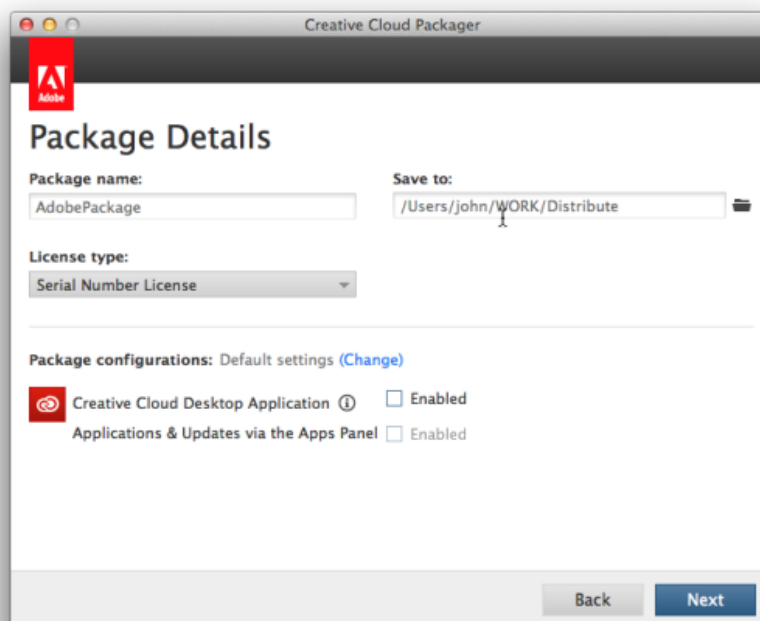 Creative Cloud Packager
Adobe
Package Details
Package name:
AdobePackage
Save to:
/Users/john/WORK/Distribute
License type:
Serial Number License
Package configurations: Default settings (Change)
Creative Cloud Desktop Application Enabled
Applications & Updates via the Apps Panel Enabled
Back Next